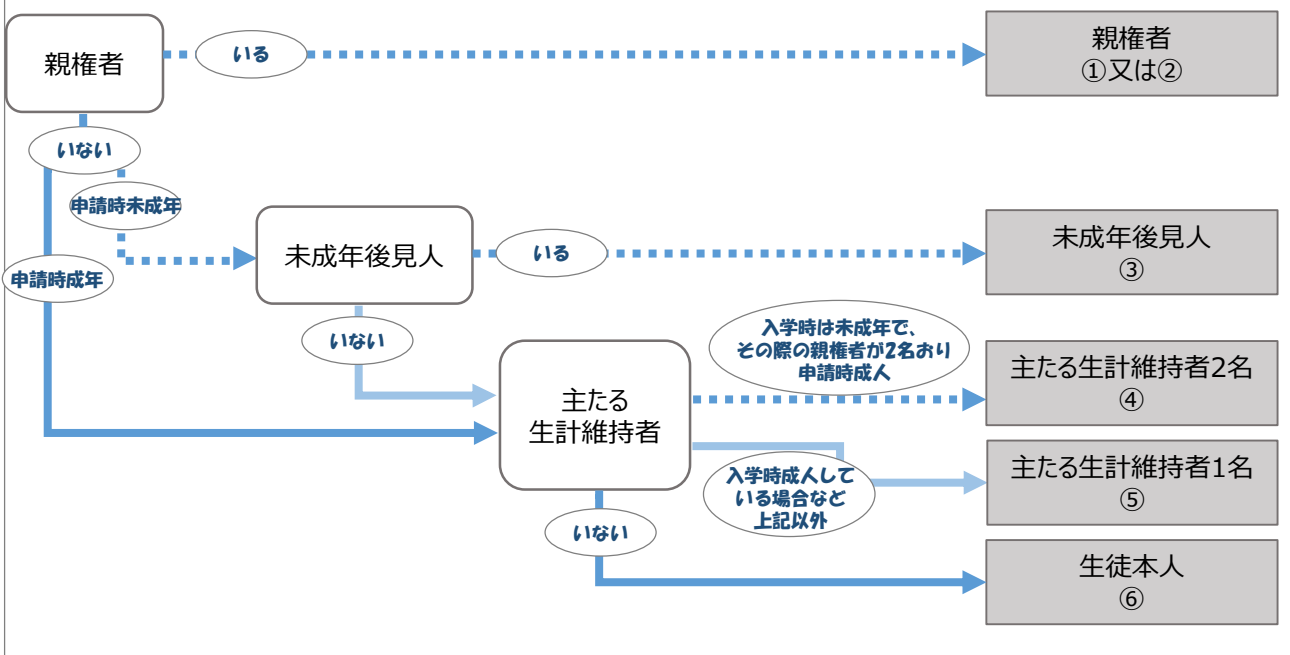 親権者
いる
親権者
①又は②
いない
申請時未成年
申請時成年
未成年後見人
いる
未成年後見人
③
いない
入学時は未成年で、
その際の親権者が2名おり
申請時成人
主たる
生計維持者
主たる生計維持者2名
④
入学時成人して
いる場合など
上記以外
主たる生計維持者1名
⑤
いない
生徒本人
⑥